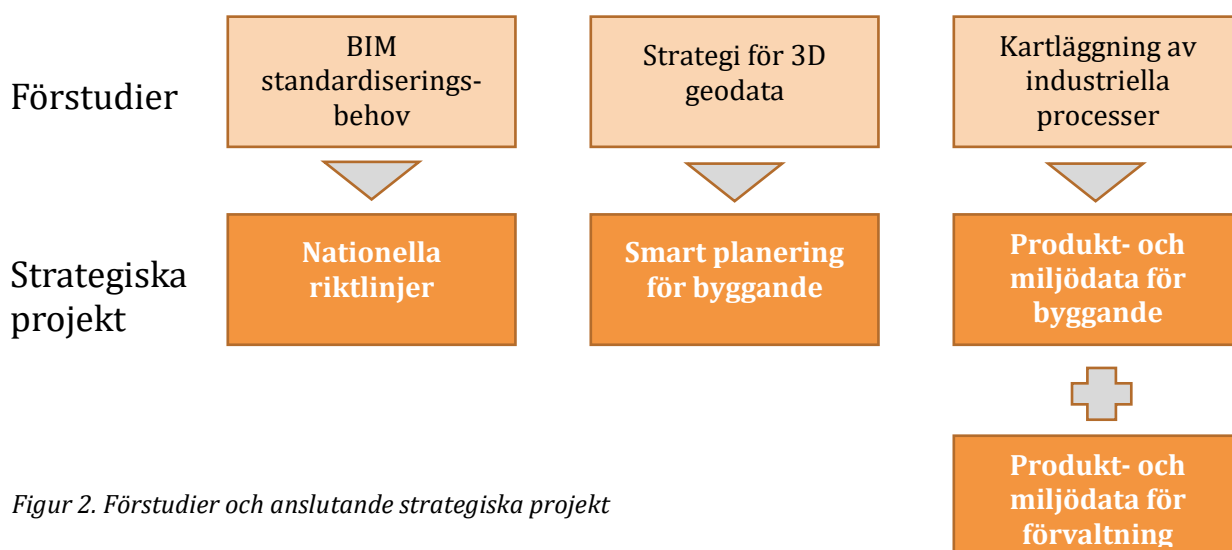 Förstudier
BIM
standardiserings-
behov
Strategi för 3D
geodata
Kartläggning av
industriella
processer
Strategiska
projekt
Nationella
riktlinjer
Smart planering
för byggande
Produkt- och
miljödata för
byggande
Produkt- och
miljödata för
förvaltning
Figur 2. Förstudier och anslutande strategiska projekt